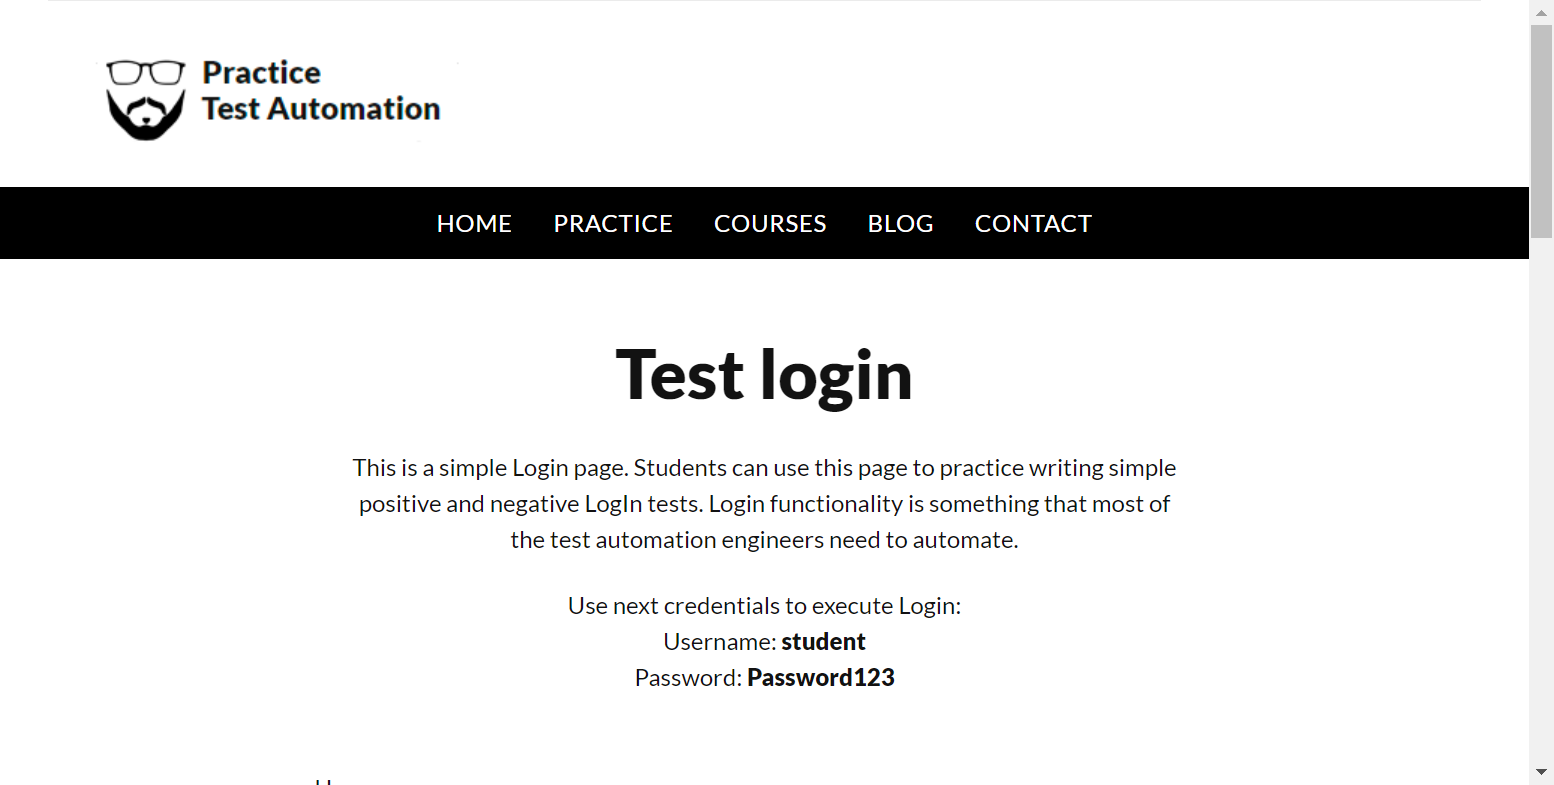 Practice
Test Automation
HOME PRACTICE COURSES BLOG CONTACT
Test login
This is a simple Login page. Students can use this page to practice writing simple
positive and negative LogIn tests. Login functionality is something that most of
the test automation engineers need to automate.
Use next credentials to execute Login:
Username: student
Password: Password123